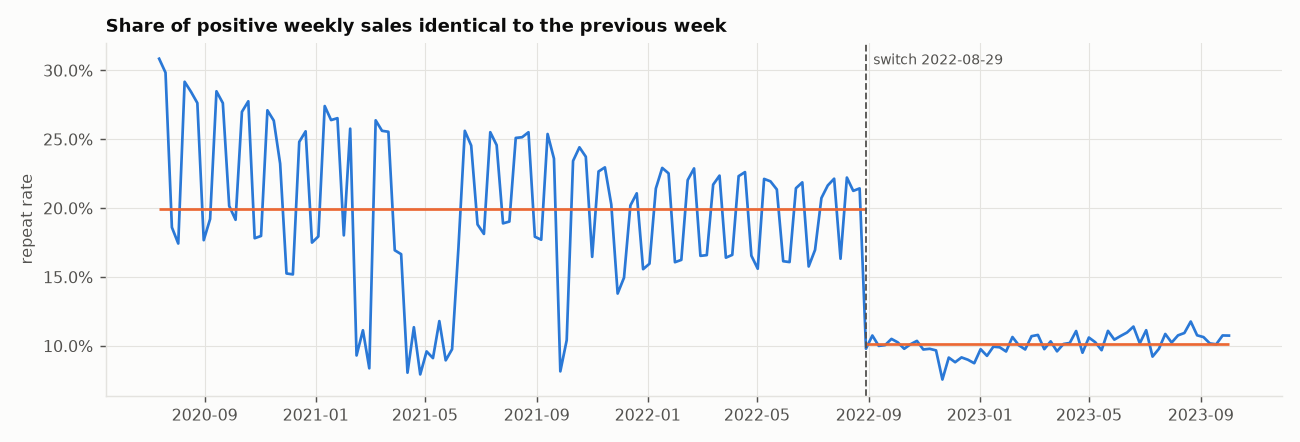 Share of positive weekly sales identical to the previous week
switch 2022-08-29
repeat rate
30.0%
25.0%
20.0%
15.0%
10.0%
2020-09 2021-01 2021-05 2021-09 2022-01 2022-05 2022-09 2023-01 2023-05 2023-09